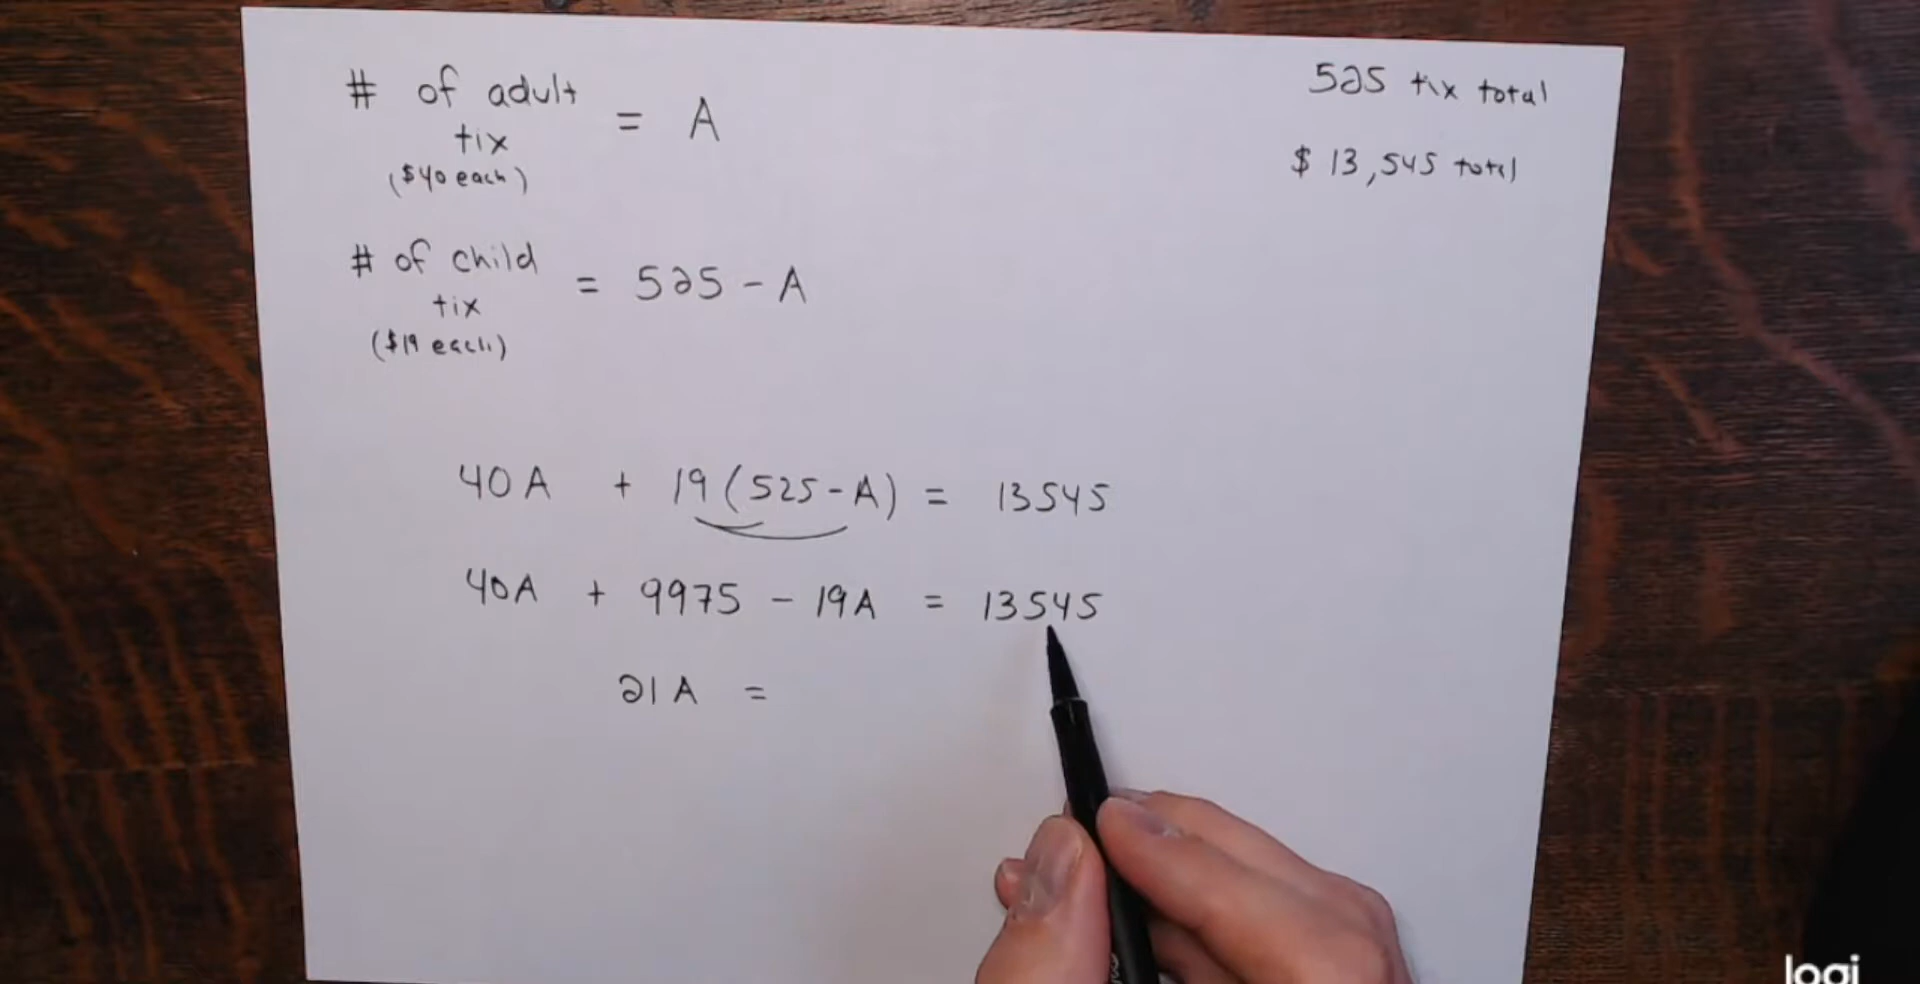 # of adult
tix
($40 each)
= A
525 tix total
$ 13,545 total
# of child
tix
($19 each)
= 525 - A
40A + 19(525-A) = 13545
40A + 9975 - 19A = 13545
21A =
logi